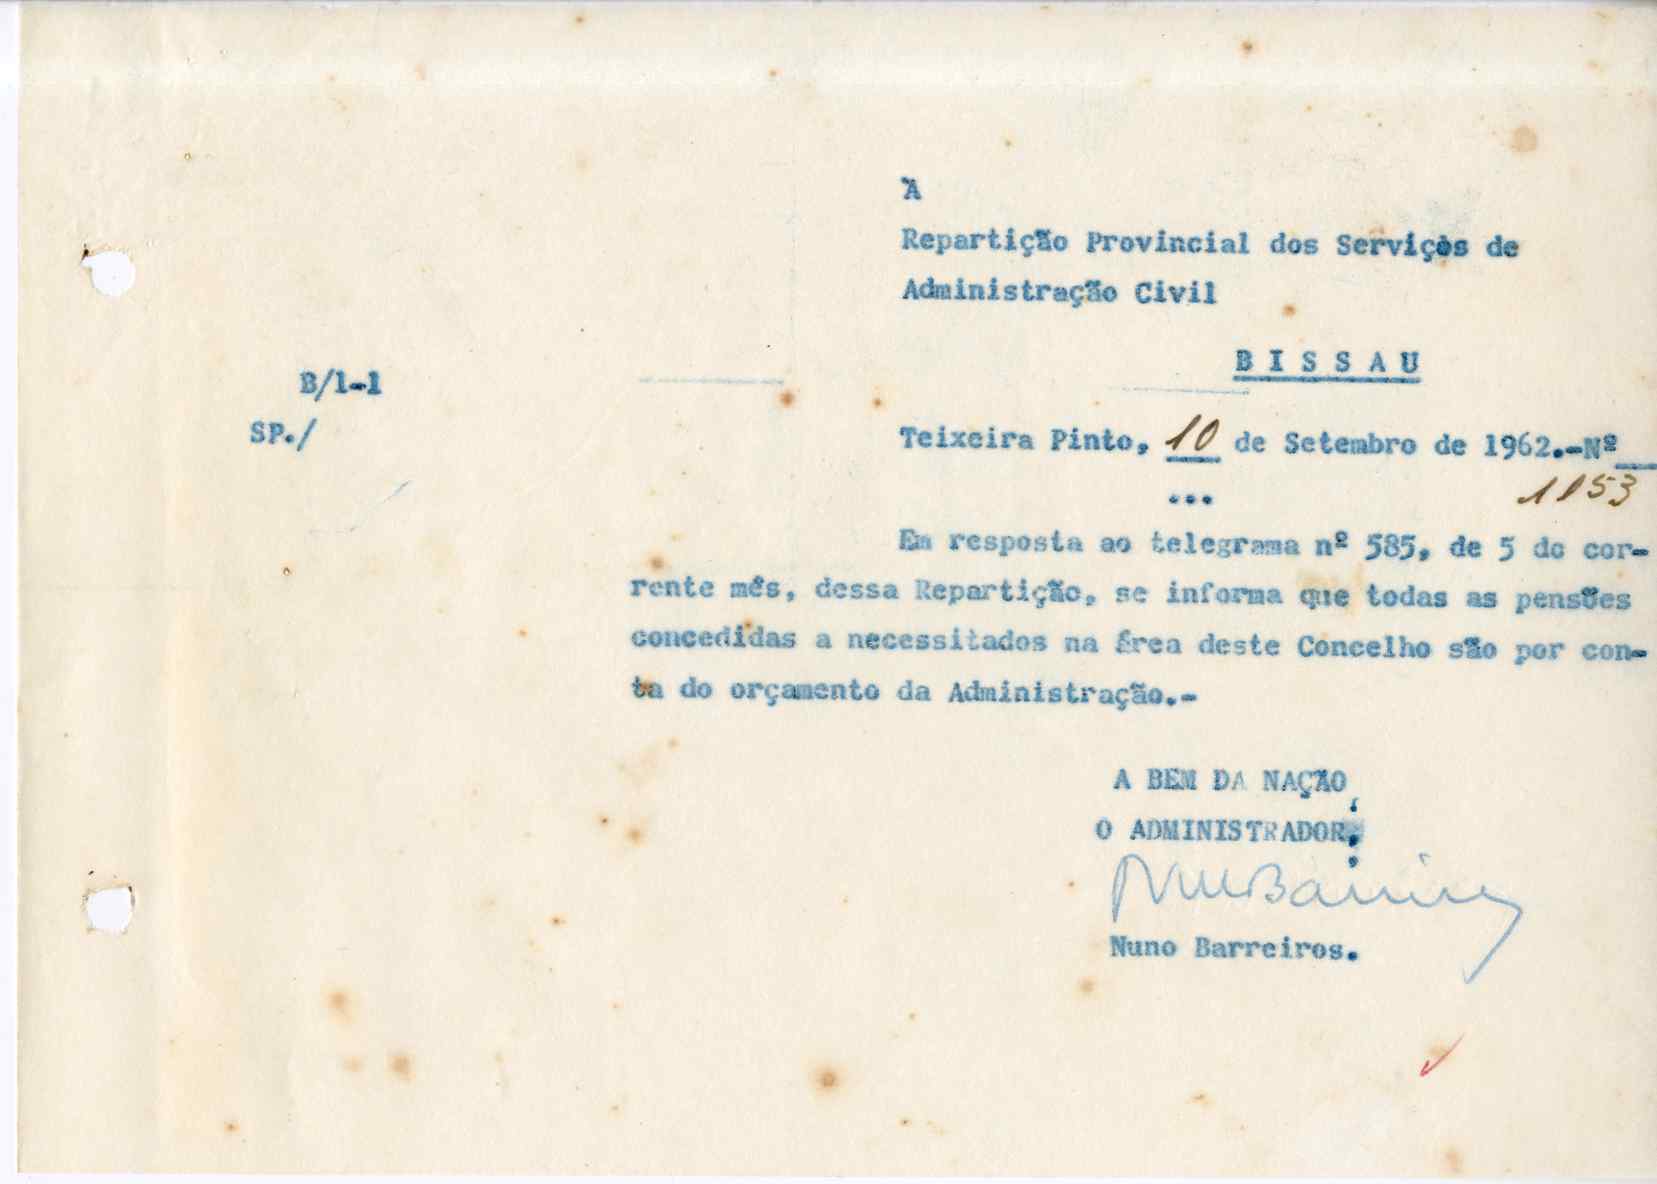 À
Repartição Provincial dos Serviços de
Administração Civil
B I S S A U
B/1-1
SP./
Teixeira Pinto, 10 de Setembro de 1962.-Nº
1153
...
Em resposta ao telegrama nº 585, de 5 do cor-
rente mês, dessa Repartição, se informa que todas as pensões
concedidas a necessitados na área deste Concelho são por con-
ta do orçamento da Administração.-
A BEM DA NAÇÃO
O ADMINISTRADOR,
Nuno Barreiros
Nuno Barreiros.